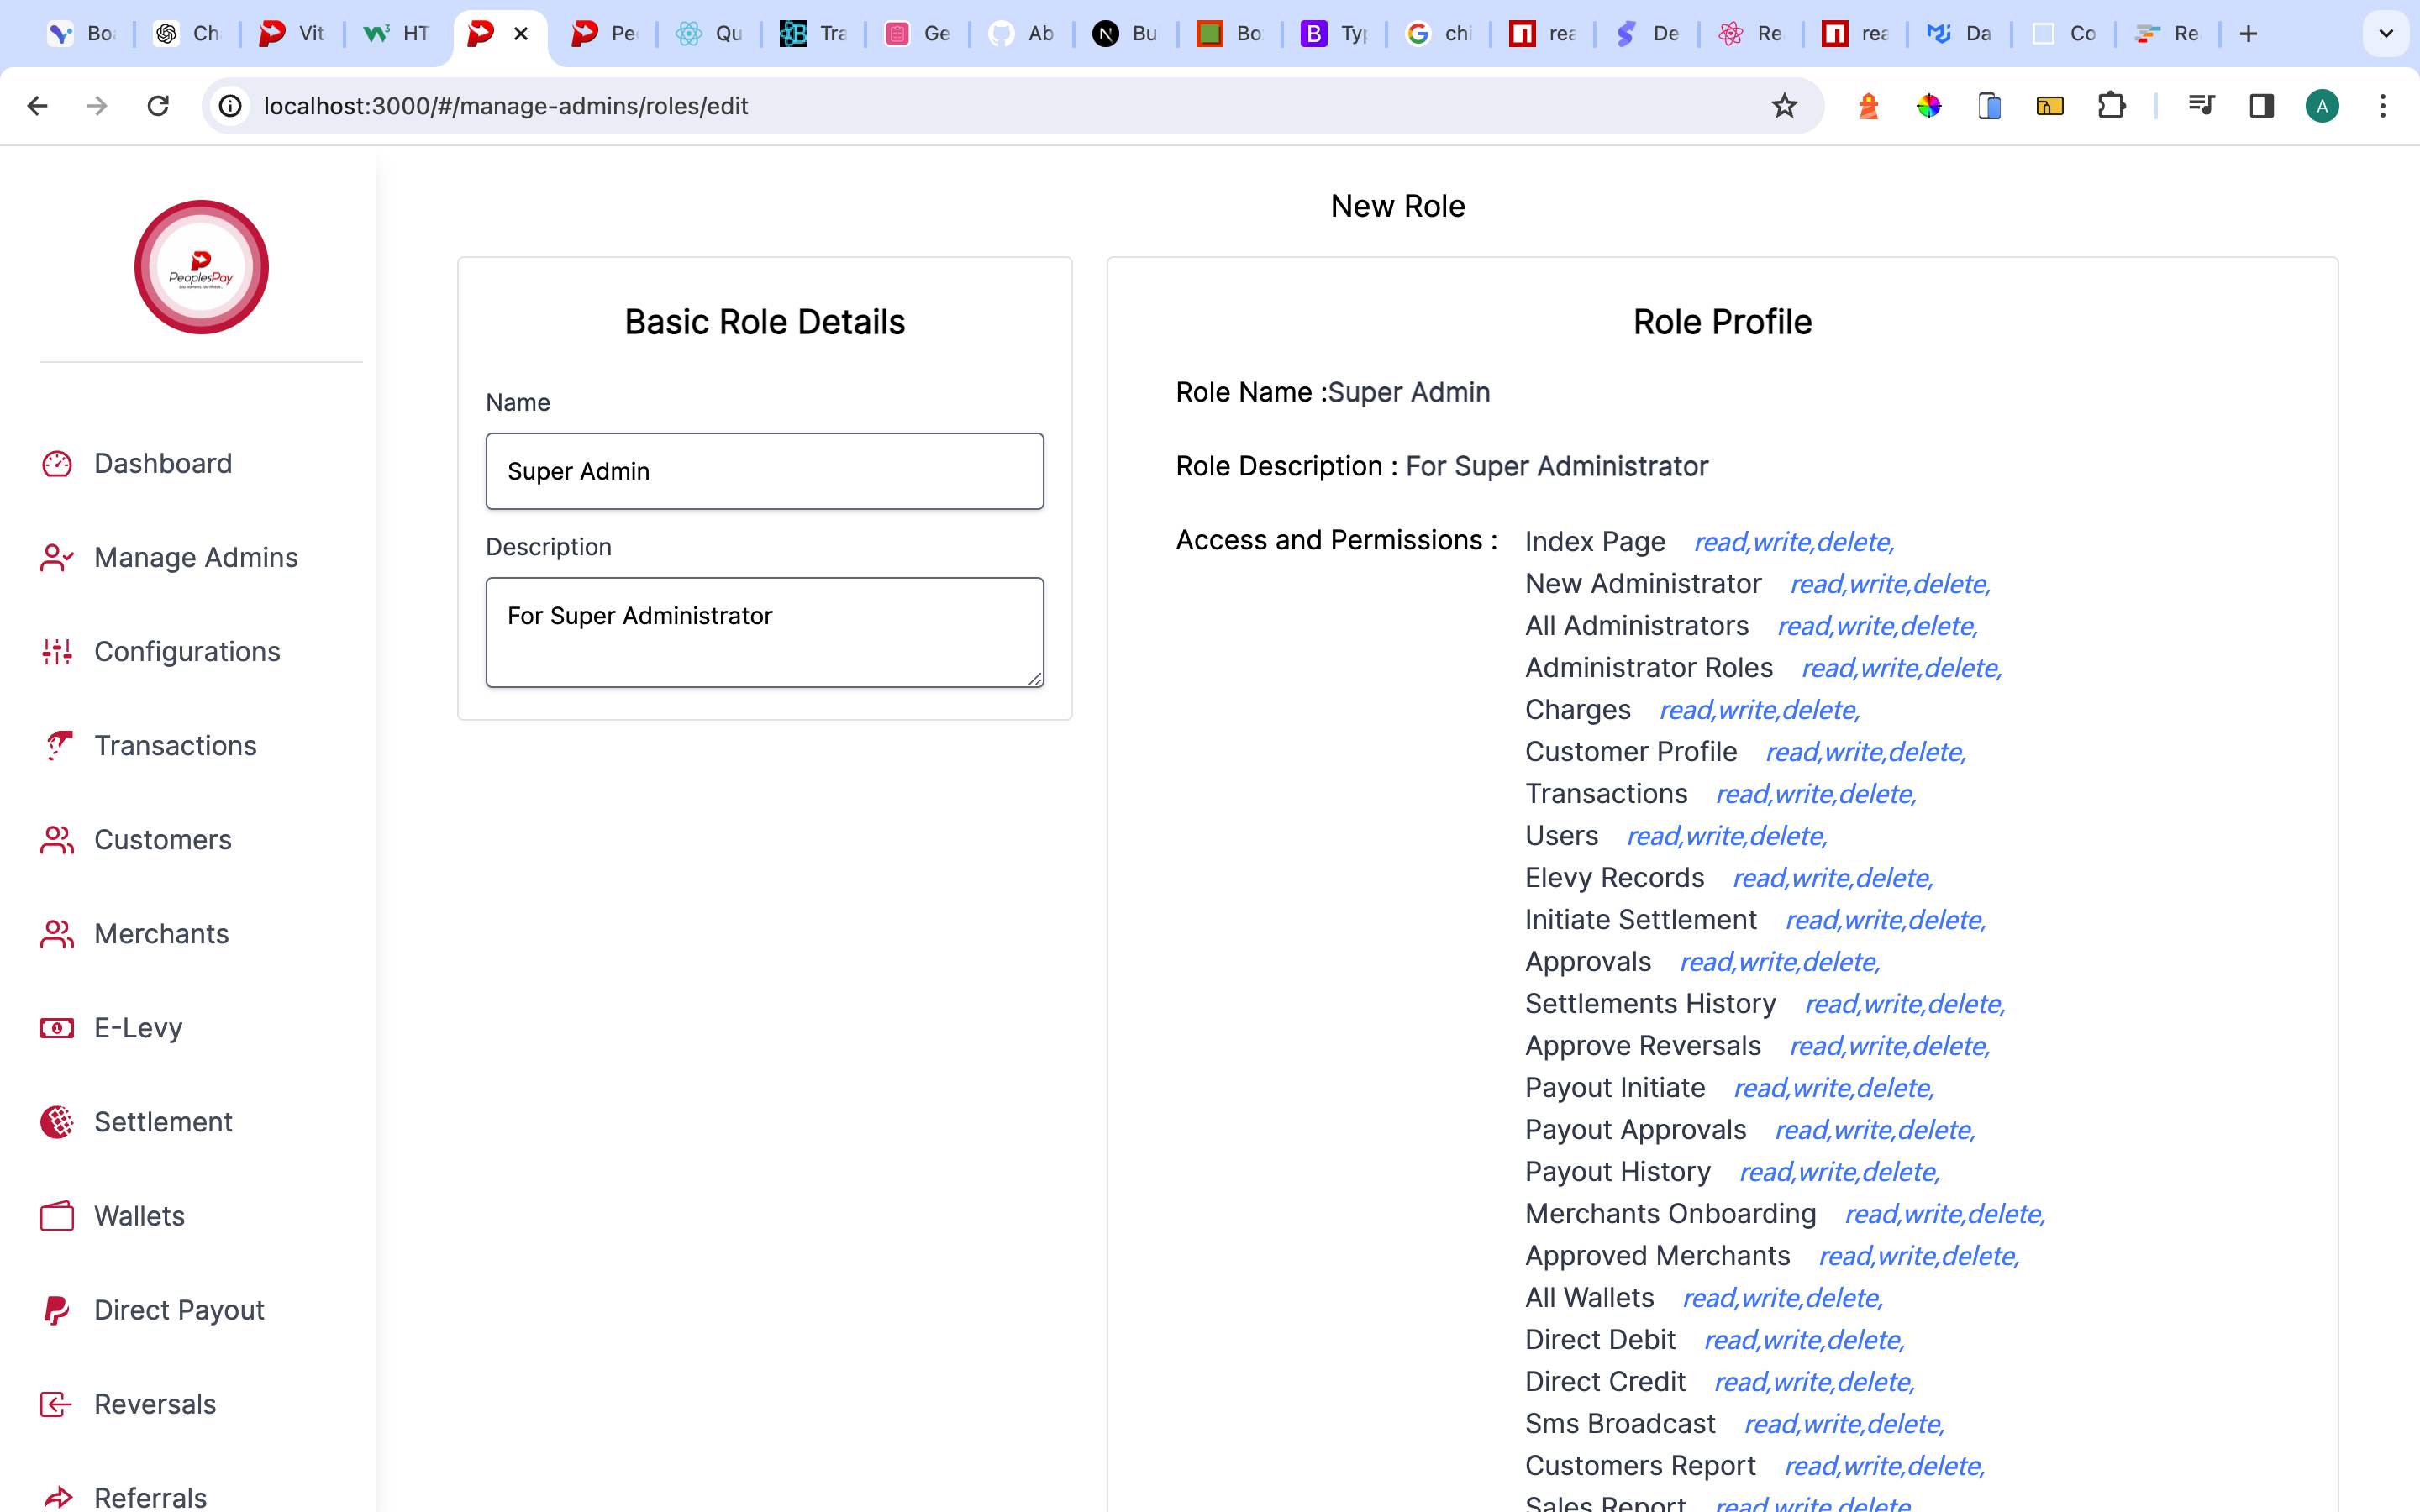 Bo
Ch
Vit
HT
Pe
Qu
Tra
Ge
Ab
Bu
Bo
Typ
chi
rea
De
Re
rea
Da
Co
Re
localhost:3000/#/manage-admins/roles/edit
A
PeoplesPay
Dashboard
Manage Admins
Configurations
Transactions
Customers
Merchants
E-Levy
Settlement
Wallets
Direct Payout
Reversals
Referrals
New Role
Basic Role Details
Name
Super Admin
Description
For Super Administrator
Role Profile
Role Name :Super Admin
Role Description : For Super Administrator
Access and Permissions :
Index Page read,write,delete,
New Administrator read,write,delete,
All Administrators read,write,delete,
Administrator Roles read,write,delete,
Charges read,write,delete,
Customer Profile read,write,delete,
Transactions read,write,delete,
Users read,write,delete,
Elevy Records read,write,delete,
Initiate Settlement read,write,delete,
Approvals read,write,delete,
Settlements History read,write,delete,
Approve Reversals read,write,delete,
Payout Initiate read,write,delete,
Payout Approvals read,write,delete,
Payout History read,write,delete,
Merchants Onboarding read,write,delete,
Approved Merchants read,write,delete,
All Wallets read,write,delete,
Direct Debit read,write,delete,
Direct Credit read,write,delete,
Sms Broadcast read,write,delete,
Customers Report read,write,delete,
Sales Report read,write,delete,